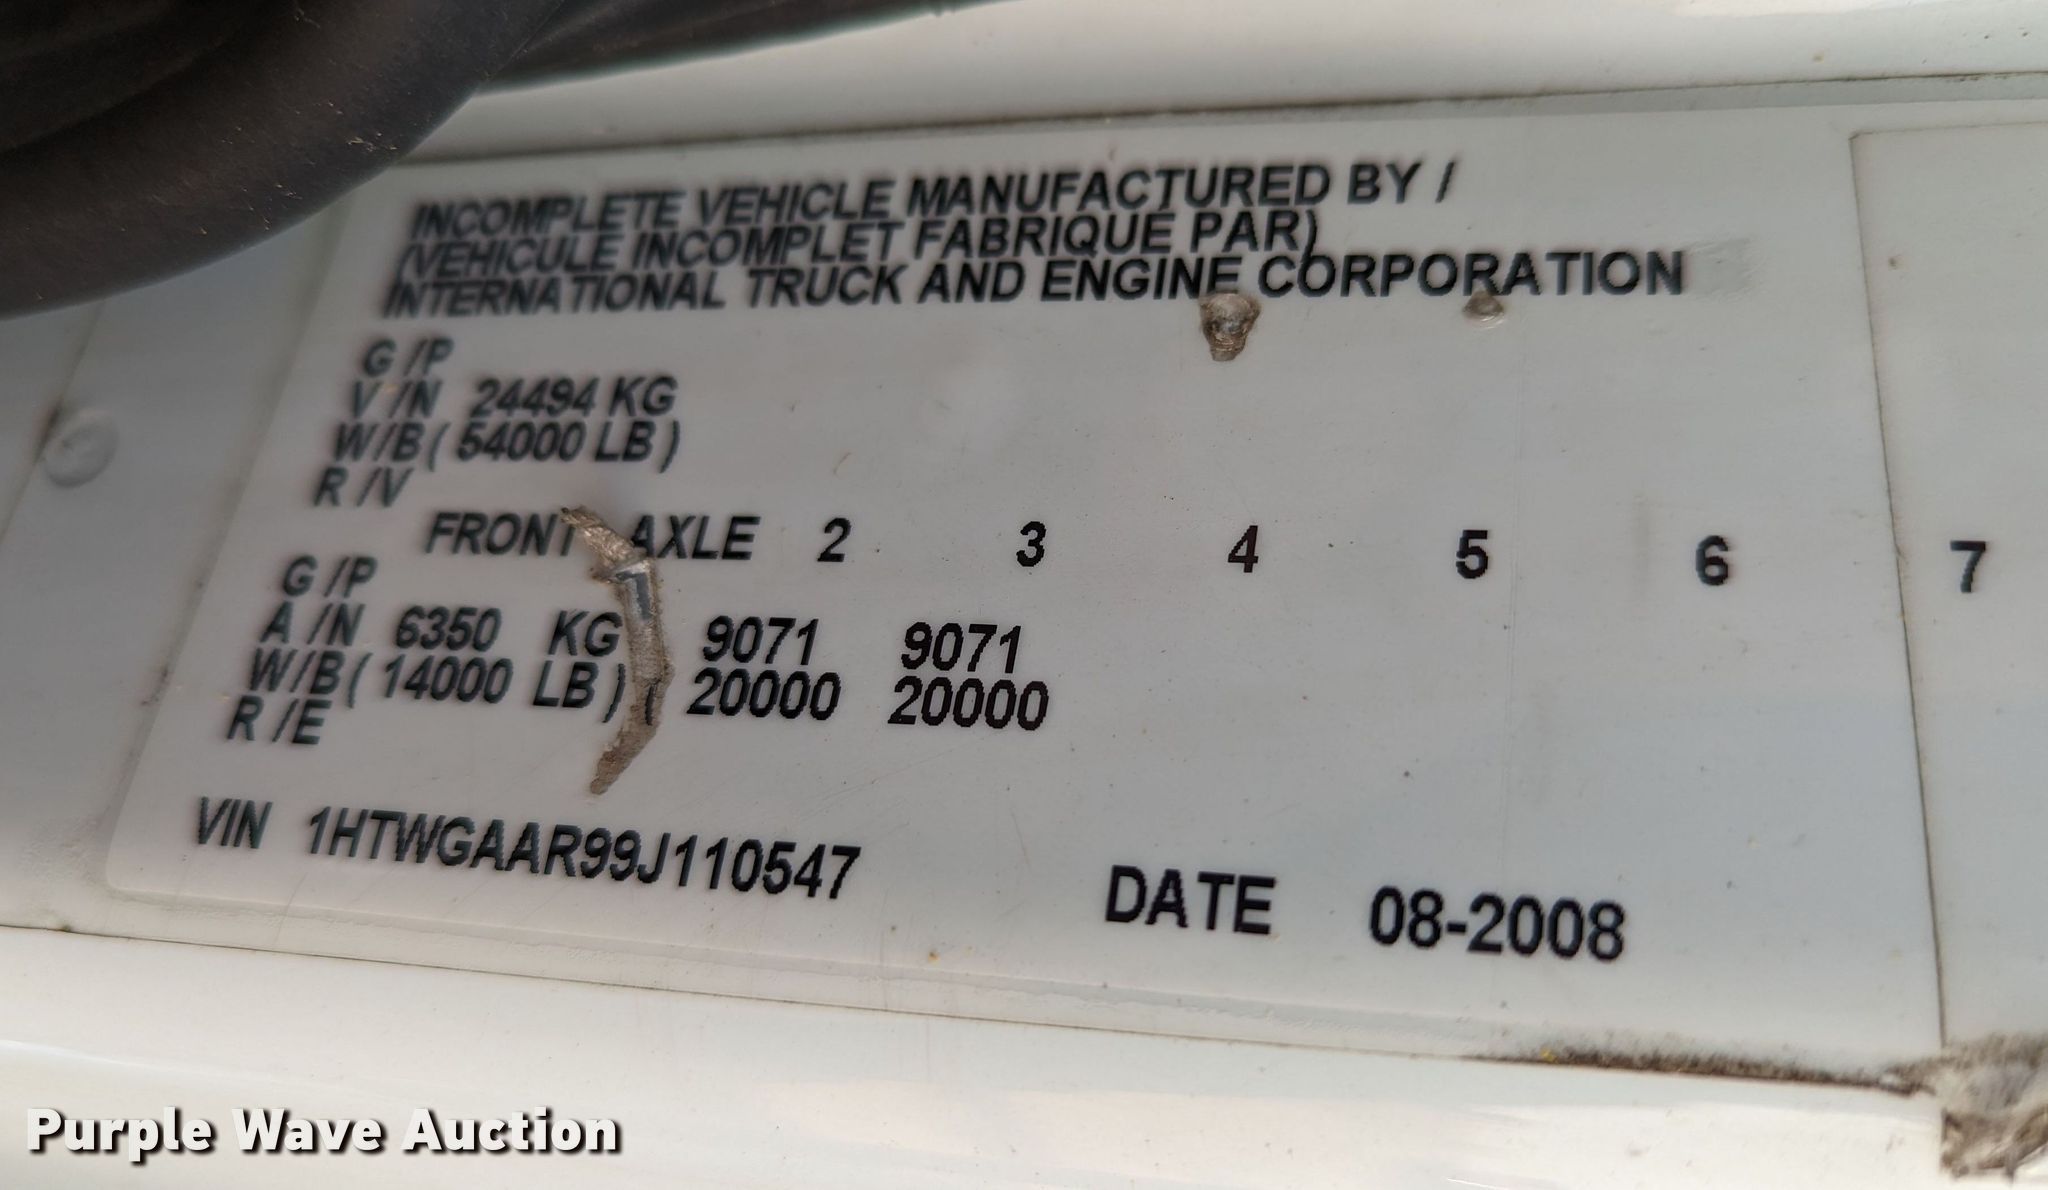 INCOMPLETE VEHICLE MANUFACTURED BY /
(VEHICULE INCOMPLET FABRIQUE PAR)
INTERNATIONAL TRUCK AND ENGINE CORPORATION
G /P
V /N 24494 KG
W/B ( 54000 LB )
R /V
FRONT AXLE 2 3 4 5 6 7
G /P
A /N 6350 KG 9071 9071
W/B ( 14000 LB ) ( 20000 20000
R /E
VIN 1HTWGAAR99J110547
DATE 08-2008
Purple Wave Auction